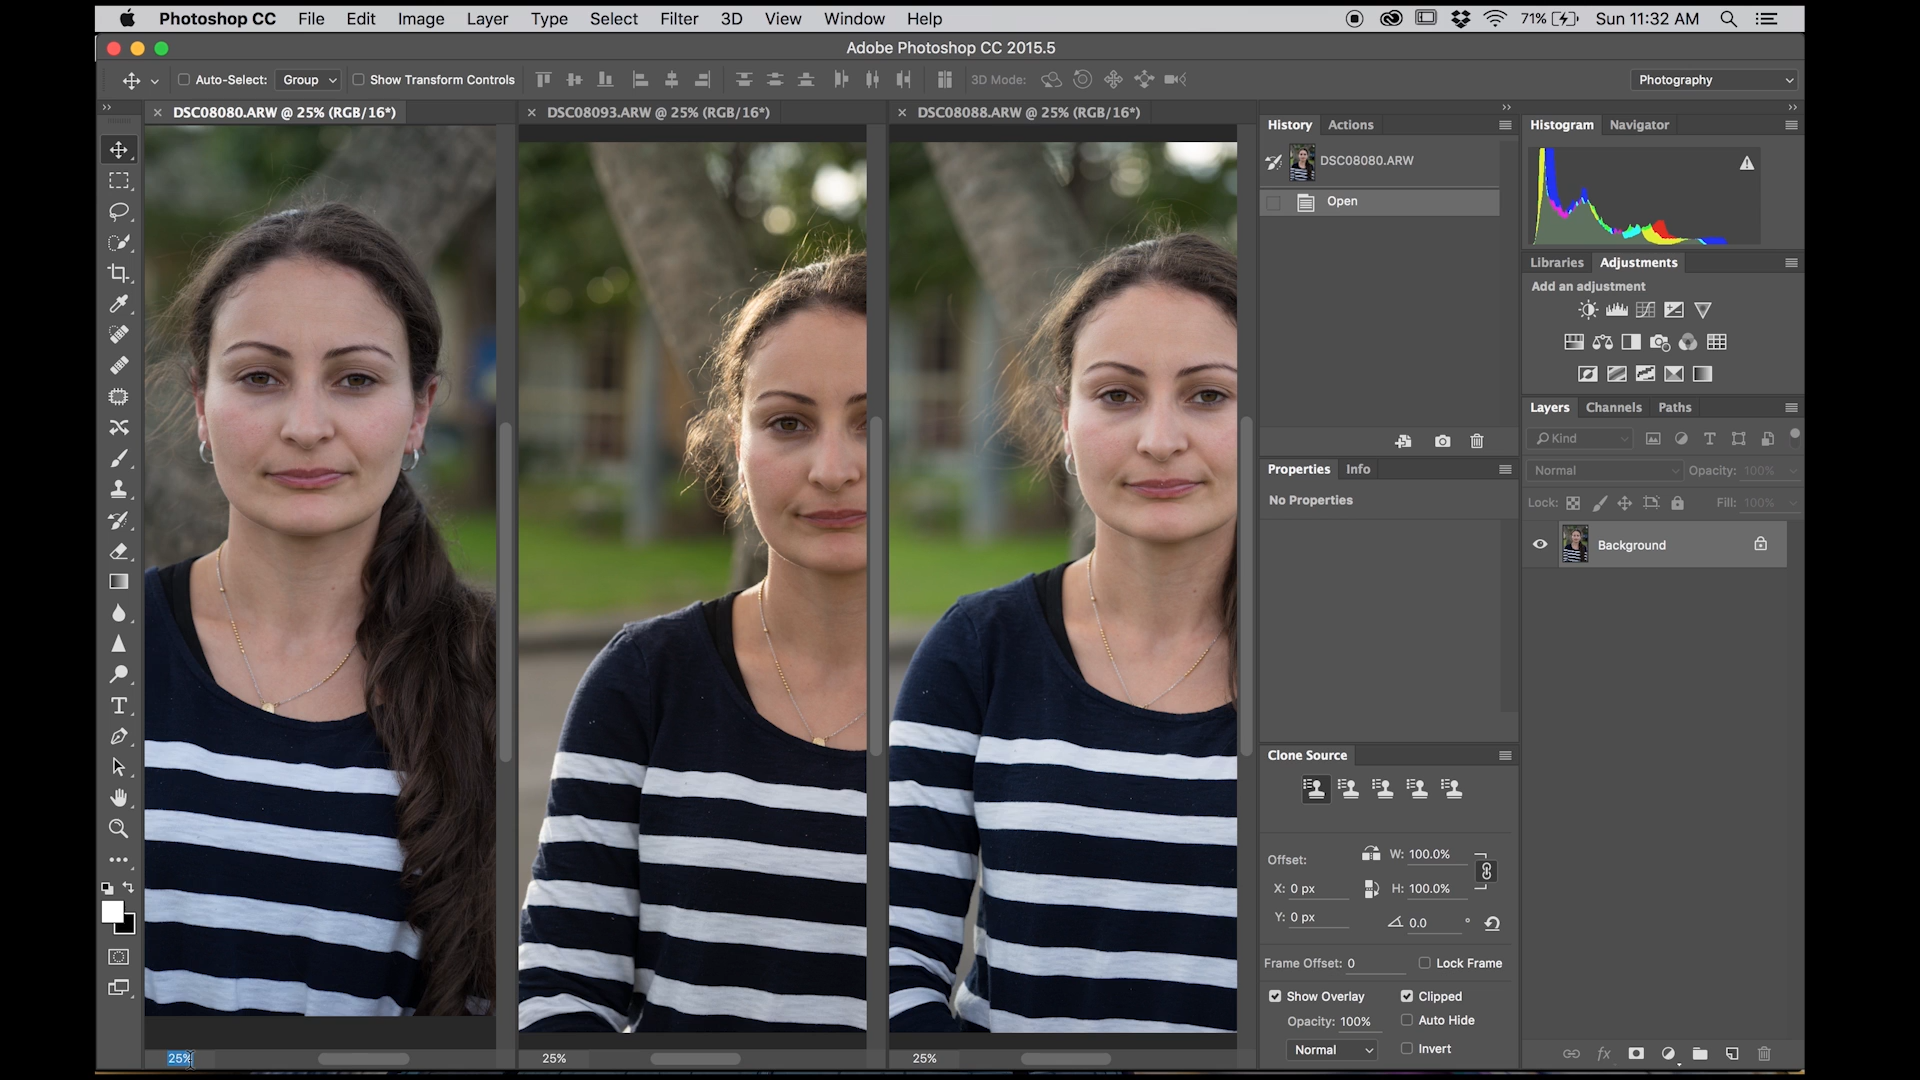 Photoshop CC File Edit Image Layer Type Select Filter 3D View Window Help 71% Sun 11:32 AM
Adobe Photoshop CC 2015.5
Auto-Select: Group Show Transform Controls 3D Mode: Photography
DSC08080.ARW @ 25% (RGB/16*) DSC08093.ARW @ 25% (RGB/16*) DSC08088.ARW @ 25% (RGB/16*)
History Actions
DSC08080.ARW
Open
Histogram Navigator
Libraries Adjustments
Add an adjustment
Layers Channels Paths
Kind
Normal Opacity: 100%
Lock: Fill: 100%
Background
fx
Properties Info
No Properties
Clone Source
Offset: W: 100.0%
X: 0 px H: 100.0%
Y: 0 px 0.0 °
Frame Offset: 0 Lock Frame
Show Overlay Clipped
Opacity: 100% Auto Hide
Normal Invert
25% 25% 25%